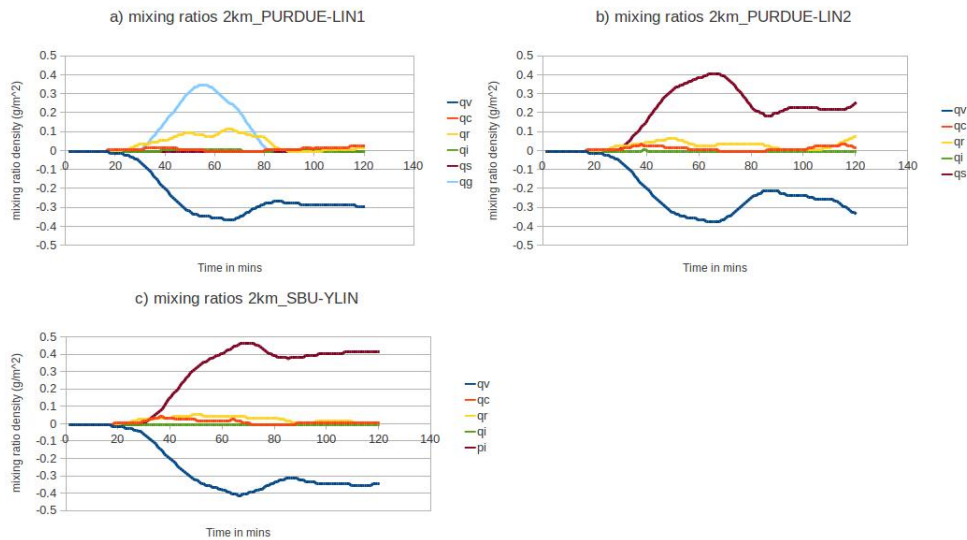 a) mixing ratios 2km_PURDUE-LIN1
mixing ratio density (g/m^2)
0.5
0.4
0.3
0.2
0.1
0
-0.1
-0.2
-0.3
-0.4
-0.5
0 20 40 60 80 100 120 140
Time in mins
qv
qc
qr
qi
qs
qg
b) mixing ratios 2km_PURDUE-LIN2
mixing ratio density (g/m^2)
0.5
0.4
0.3
0.2
0.1
0
-0.1
-0.2
-0.3
-0.4
-0.5
0 20 40 60 80 100 120 140
Time in mins
qv
qc
qr
qi
qs
c) mixing ratios 2km_SBU-YLIN
mixing ratio density (g/m^2)
0.5
0.4
0.3
0.2
0.1
0
-0.1
-0.2
-0.3
-0.4
-0.5
0 20 40 60 80 100 120 140
Time in mins
qv
qc
qr
qi
pi